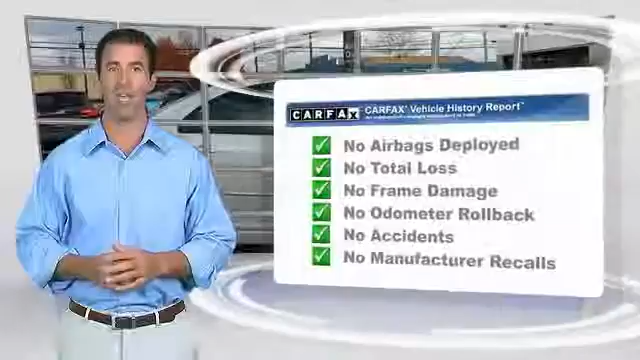 CARFAX CARFAX Vehicle History Report™
No Airbags Deployed
No Total Loss
No Frame Damage
No Odometer Rollback
No Accidents
No Manufacturer Recalls